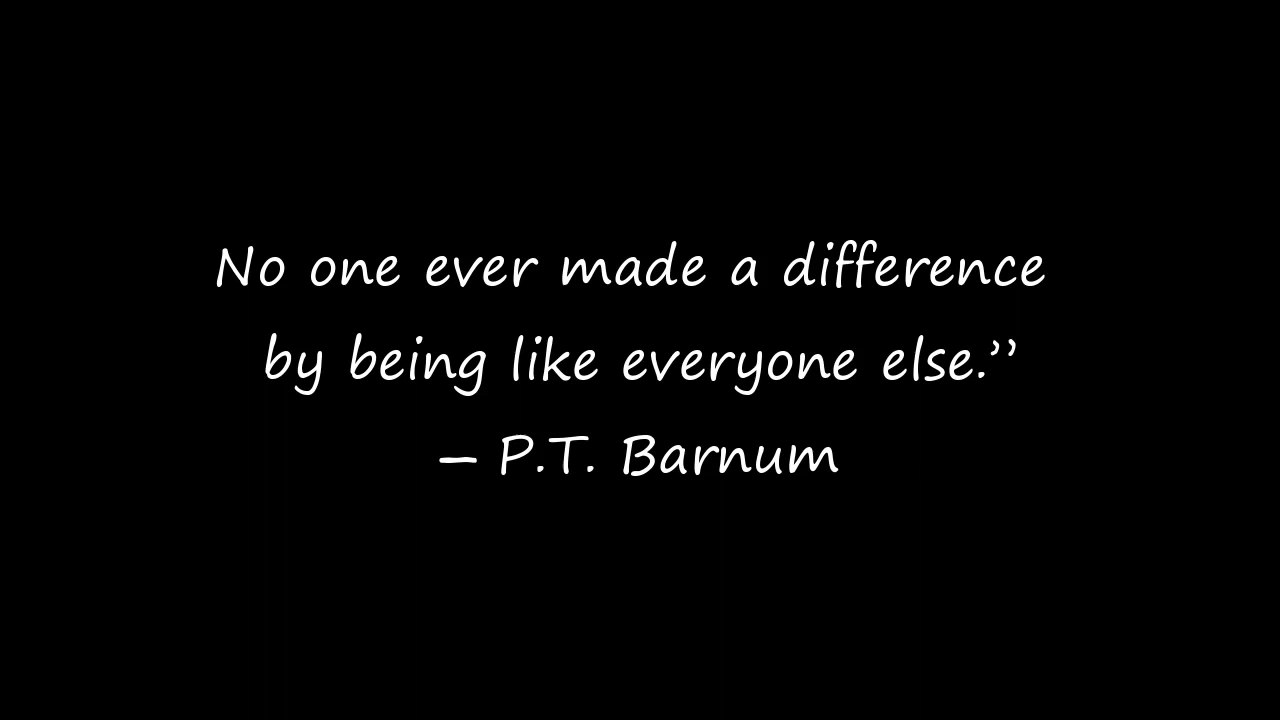 No one ever made a difference
by being like everyone else.’’
– P.T. Barnum